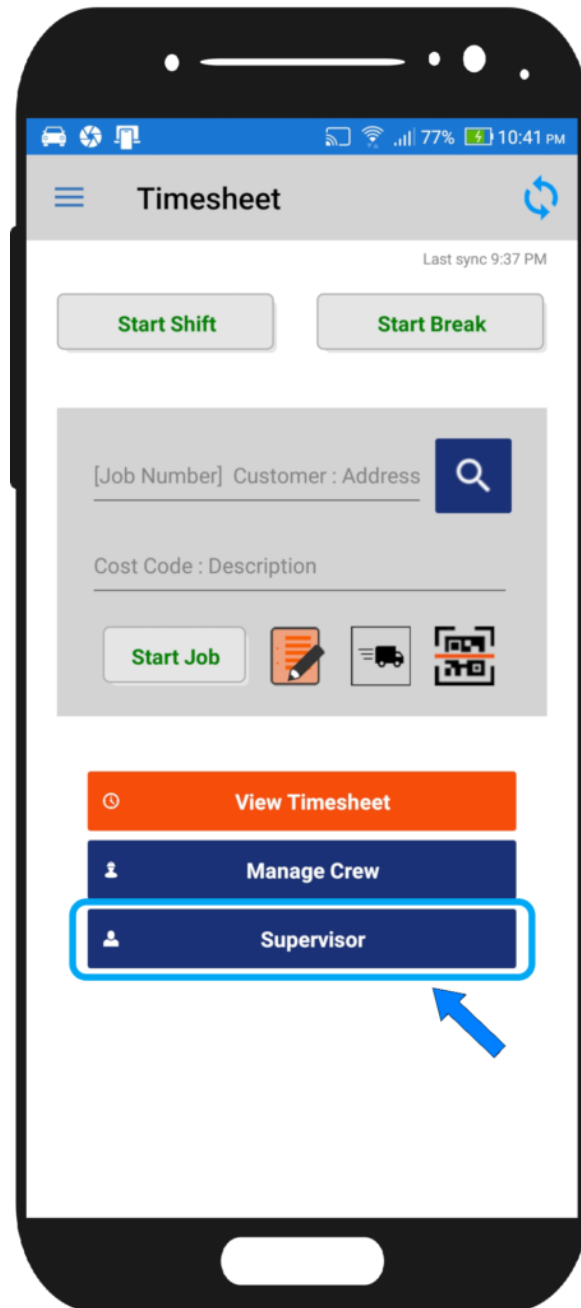 77% 10:41 PM
Timesheet
Last sync 9:37 PM
Start Shift Start Break
[Job Number] Customer : Address
Cost Code : Description
Start Job
View Timesheet
Manage Crew
Supervisor